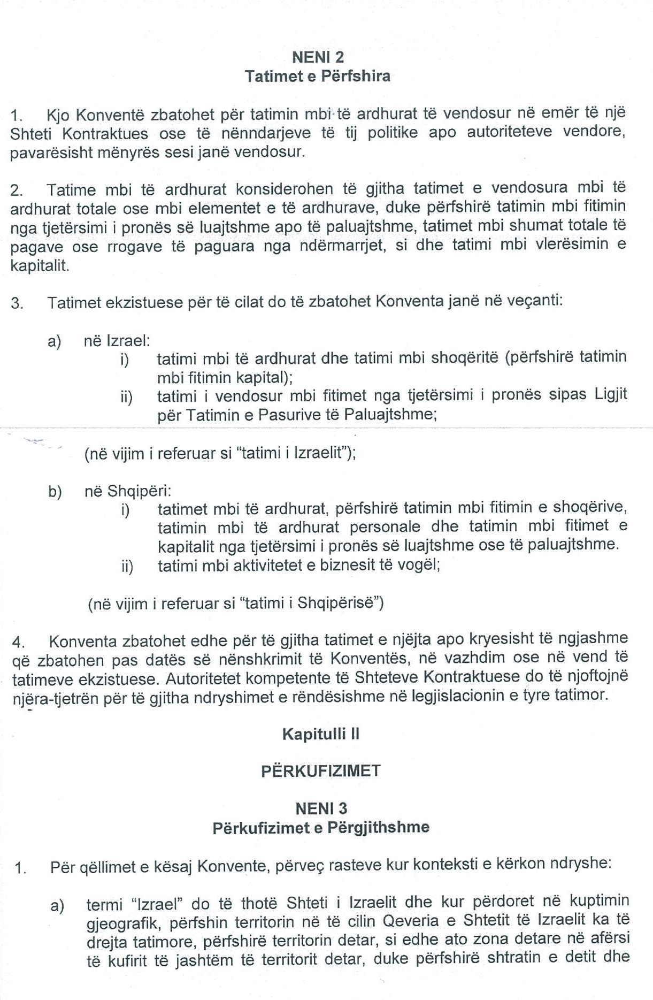 NENI 2
Tatimet e Përfshira
1. Kjo Konventë zbatohet për tatimin mbi të ardhurat të vendosur në emër të një
Shteti Kontraktues ose të nënndarjeve të tij politike apo autoriteteve vendore,
pavarësisht mënyrës sesi janë vendosur.
2. Tatime mbi të ardhurat konsiderohen të gjitha tatimet e vendosura mbi të
ardhurat totale ose mbi elementet e të ardhurave, duke përfshirë tatimin mbi fitimin
nga tjetërsimi i pronës së luajtshme apo të paluajtshme, tatimet mbi shumat totale të
pagave ose rrogave të paguara nga ndërmarrjet, si dhe tatimi mbi vlerësimin e
kapitalit.
3. Tatimet ekzistuese për të cilat do të zbatohet Konventa janë në veçanti:
a) në Izrael:
i) tatimi mbi të ardhurat dhe tatimi mbi shoqëritë (përfshirë tatimin
mbi fitimin kapital);
ii) tatimi i vendosur mbi fitimet nga tjetërsimi i pronës sipas Ligjit
për Tatimin e Pasurive të Paluajtshme;
(në vijim i referuar si “tatimi i Izraelit”);
b) në Shqipëri:
i) tatimet mbi të ardhurat, përfshirë tatimin mbi fitimin e shoqërive,
tatimin mbi të ardhurat personale dhe tatimin mbi fitimet e
kapitalit nga tjetërsimi i pronës së luajtshme ose të paluajtshme.
ii) tatimi mbi aktivitetet e biznesit të vogël;
(në vijim i referuar si “tatimi i Shqipërisë”)
4. Konventa zbatohet edhe për të gjitha tatimet e njëjta apo kryesisht të ngjashme
që zbatohen pas datës së nënshkrimit të Konventës, në vazhdim ose në vend të
tatimeve ekzistuese. Autoritetet kompetente të Shteteve Kontraktuese do të njoftojnë
njëra-tjetrën për të gjitha ndryshimet e rëndësishme në legjislacionin e tyre tatimor.
Kapitulli II
PËRKUFIZIMET
NENI 3
Përkufizimet e Përgjithshme
1. Për qëllimet e kësaj Konvente, përveç rasteve kur konteksti e kërkon ndryshe:
a) termi “Izrael” do të thotë Shteti i Izraelit dhe kur përdoret në kuptimin
gjeografik, përfshin territorin në të cilin Qeveria e Shtetit të Izraelit ka të
drejta tatimore, përfshirë territorin detar, si edhe ato zona detare në afërsi
të kufirit të jashtëm të territorit detar, duke përfshirë shtratin e detit dhe